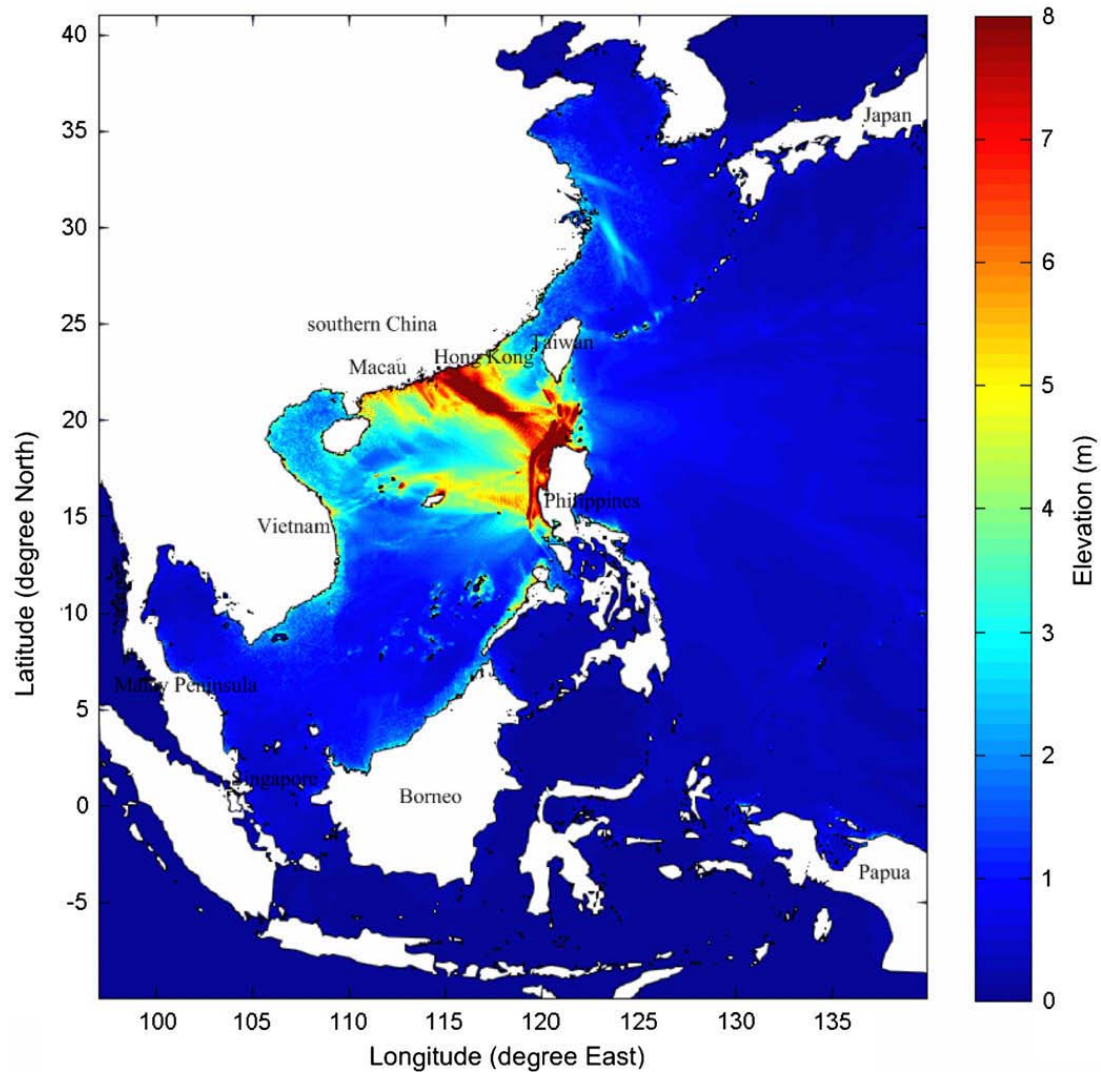 40
35
30
25
20
15
10
5
0
-5
Latitude (degree North)
100
105
110
115
120
125
130
135
Longitude (degree East)
Japan
southern China
Taiwan
Hong Kong
Macau
Philippines
Vietnam
Malay Peninsula
Singapore
Borneo
Papua
8
7
6
5
4
3
2
1
0
Elevation (m)